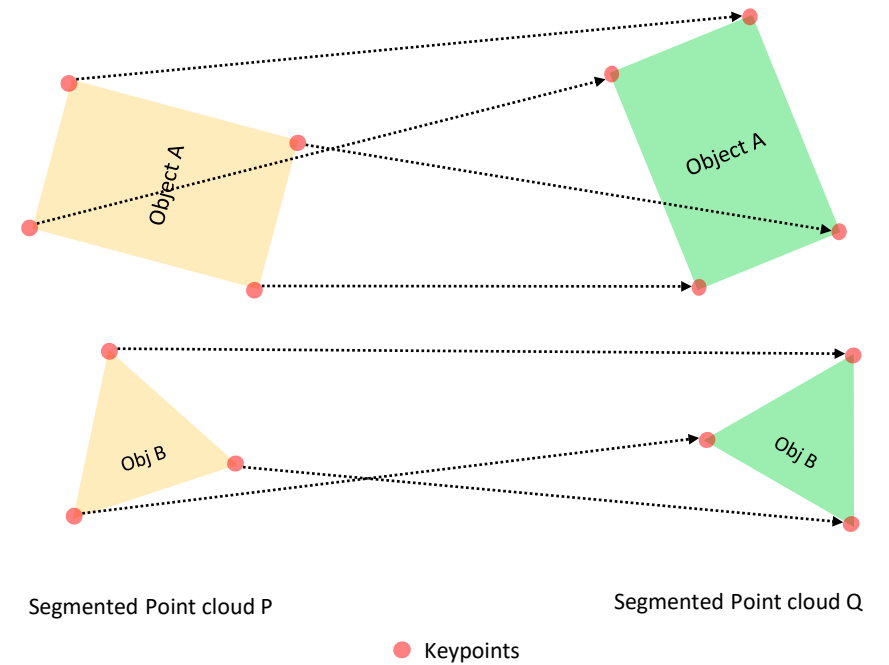 Object A
Object A
Obj B
Obj B
Segmented Point cloud P
Segmented Point cloud Q
Keypoints